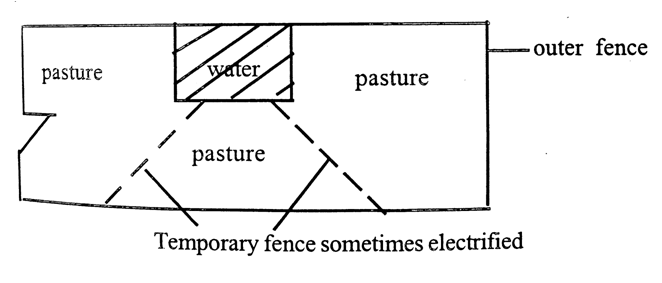 outer fence
water
pasture
pasture
pasture
Temporary fence sometimes electrified